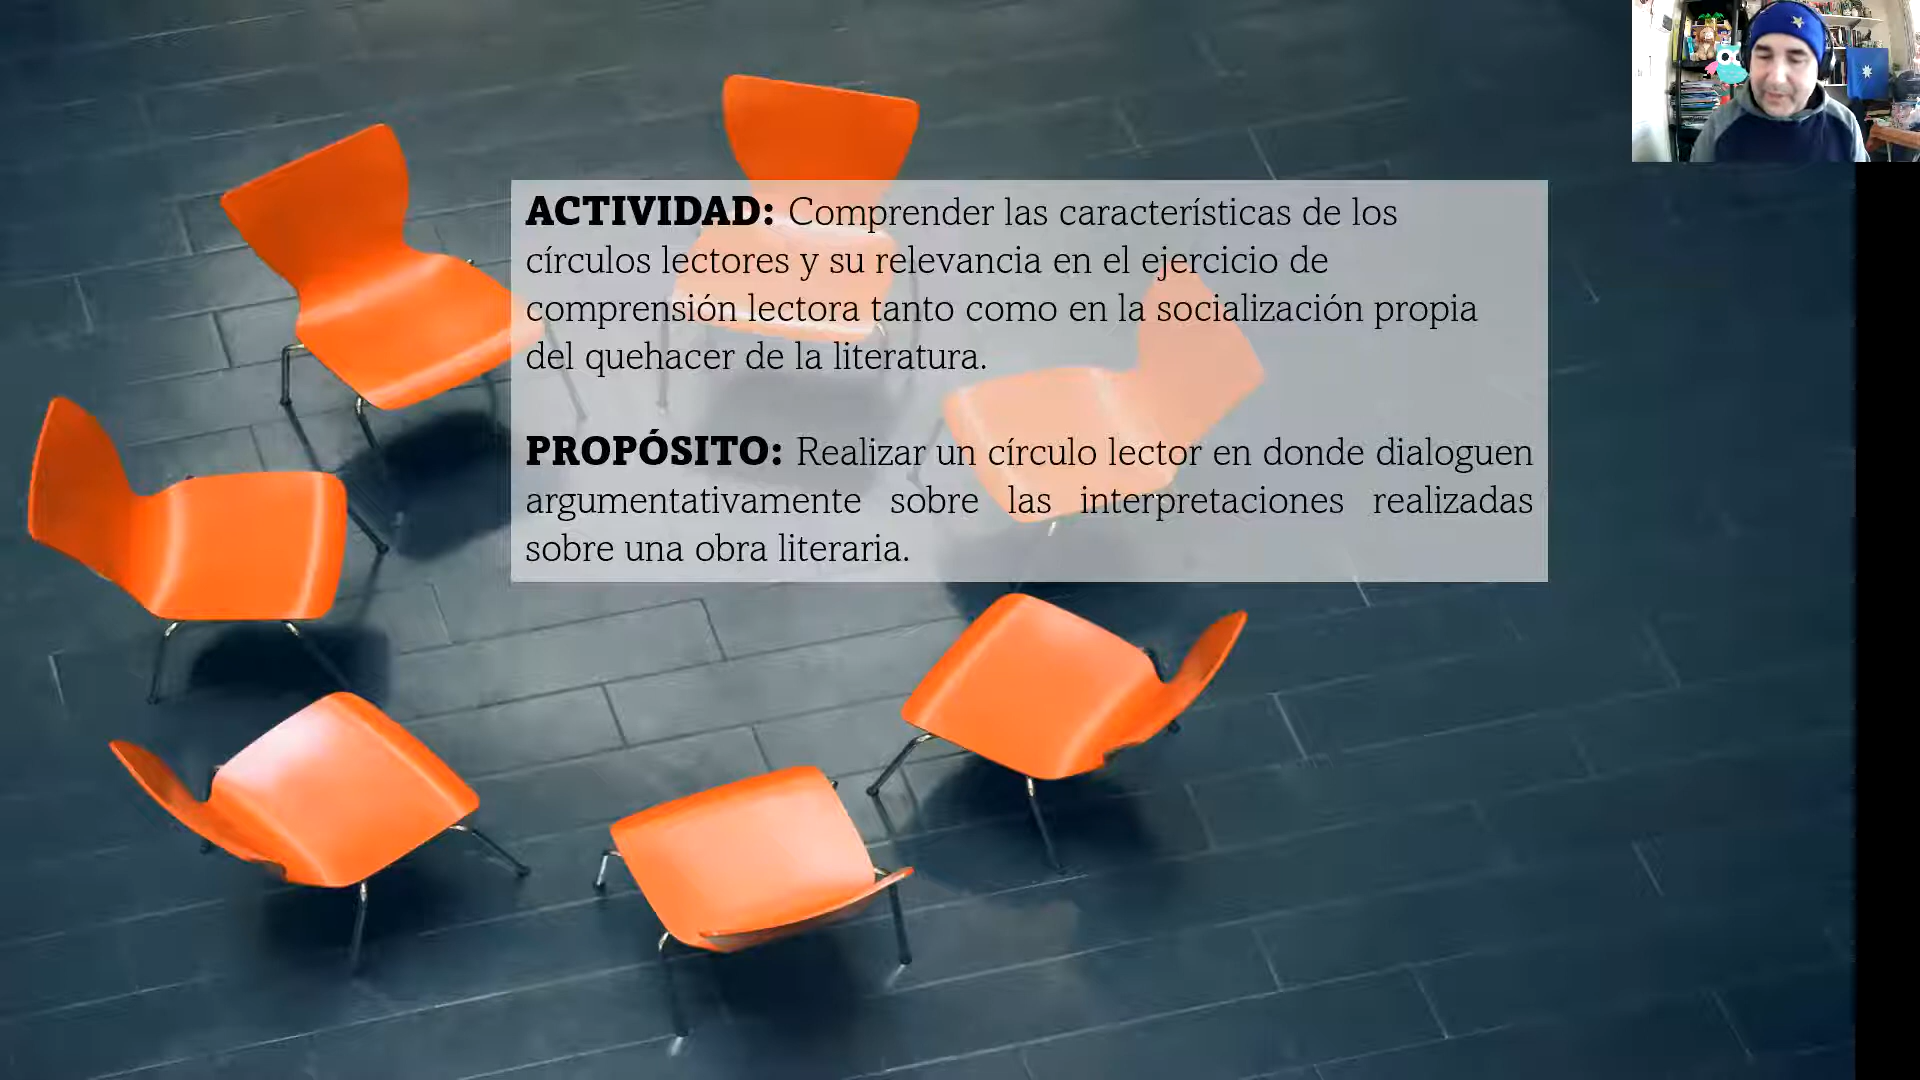 ACTIVIDAD: Comprender las características de los
círculos lectores y su relevancia en el ejercicio de
comprensión lectora tanto como en la socialización propia
del quehacer de la literatura.
PROPÓSITO: Realizar un círculo lector en donde dialoguen
argumentativamente sobre las interpretaciones realizadas
sobre una obra literaria.